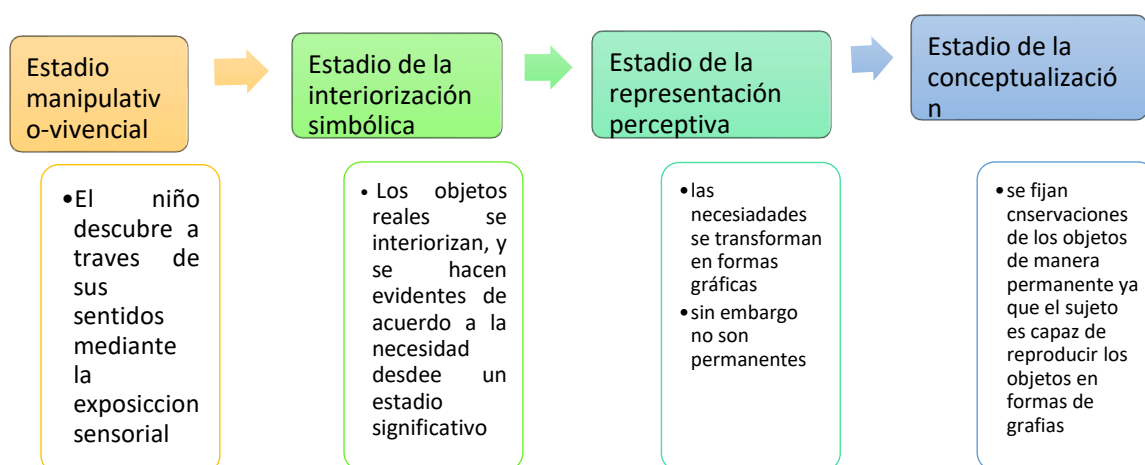 Estadio
manipulativ
o-vivencial
Estadio de la
interiorización
simbólica
Estadio de la
representación
perceptiva
Estadio de la
conceptualizació
n
•El niño
descubre a
traves de
sus
sentidos
mediante
la
exposiccion
sensorial
• Los objetos
reales se
interiorizan, y
se hacen
evidentes de
acuerdo a la
necesidad
desdee un
estadio
significativo
•las
necesiadades
se transforman
en formas
gráficas
•sin embargo
no son
permanentes
•se fijan
cnservaciones
de los objetos
de manera
permanente ya
que el sujeto
es capaz de
reproducir los
objetos en
formas de
grafias